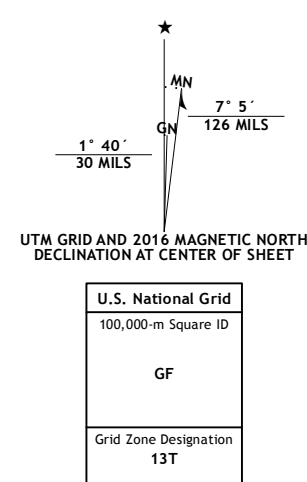 ★
MN
7° 5´
126 MILS
GN
1° 40´
30 MILS
UTM GRID AND 2016 MAGNETIC NORTH
DECLINATION AT CENTER OF SHEET
U.S. National Grid
100,000-m Square ID
GF
Grid Zone Designation
13T